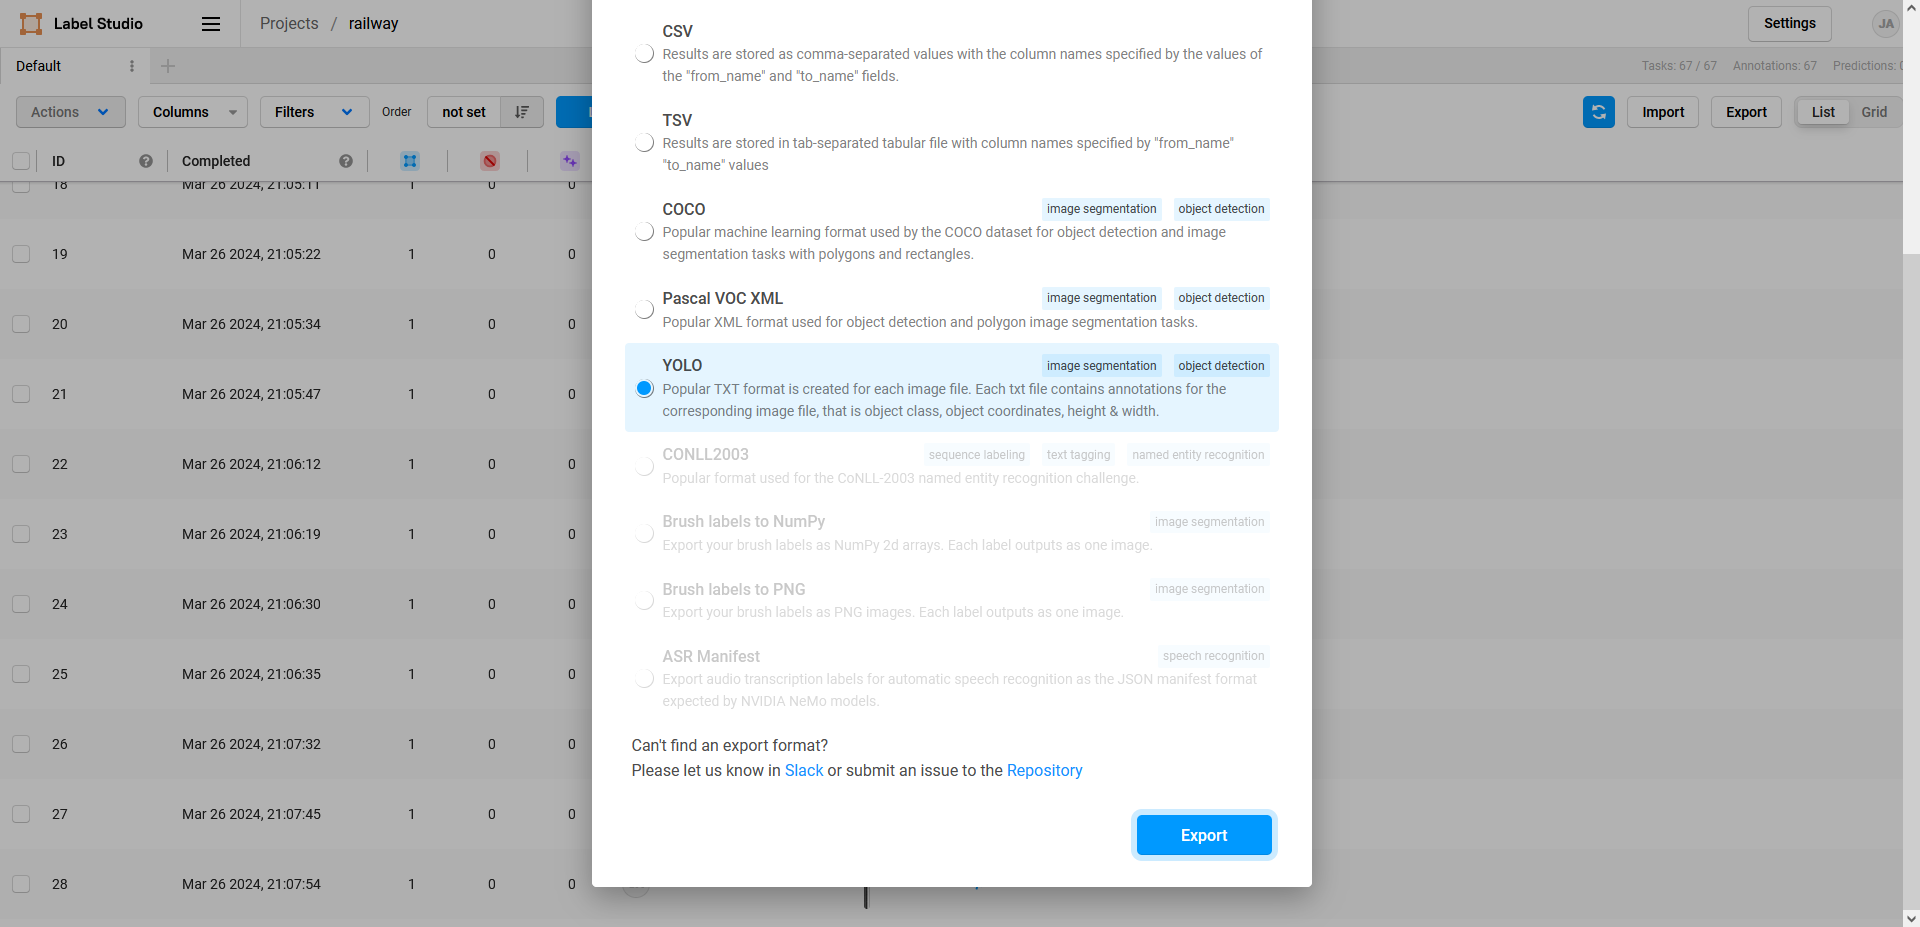 Label Studio
Projects / railway
Settings
JA
Default
Tasks: 67 / 67 Annotations: 67 Predictions:
Actions Columns Filters Order not set
Import Export List Grid
ID Completed
18 Mar 26 2024, 21:05:11 1 0 0
19 Mar 26 2024, 21:05:22 1 0 0
20 Mar 26 2024, 21:05:34 1 0 0
21 Mar 26 2024, 21:05:47 1 0 0
22 Mar 26 2024, 21:06:12 1 0 0
23 Mar 26 2024, 21:06:19 1 0 0
24 Mar 26 2024, 21:06:30 1 0 0
25 Mar 26 2024, 21:06:35 1 0 0
26 Mar 26 2024, 21:07:32 1 0 0
27 Mar 26 2024, 21:07:45 1 0 0
28 Mar 26 2024, 21:07:54 1 0 0
CSV
Results are stored as comma-separated values with the column names specified by the values of
the "from_name" and "to_name" fields.
TSV
Results are stored in tab-separated tabular file with column names specified by "from_name"
"to_name" values
COCO image segmentation object detection
Popular machine learning format used by the COCO dataset for object detection and image
segmentation tasks with polygons and rectangles.
Pascal VOC XML image segmentation object detection
Popular XML format used for object detection and polygon image segmentation tasks.
YOLO image segmentation object detection
Popular TXT format is created for each image file. Each txt file contains annotations for the
corresponding image file, that is object class, object coordinates, height & width.
CONLL2003 sequence labeling text tagging named entity recognition
Popular format used for the CoNLL-2003 named entity recognition challenge.
Brush labels to NumPy image segmentation
Export your brush labels as NumPy 2d arrays. Each label outputs as one image.
Brush labels to PNG image segmentation
Export your brush labels as PNG images. Each label outputs as one image.
ASR Manifest speech recognition
Export audio transcription labels for automatic speech recognition as the JSON manifest format
expected by NVIDIA NeMo models.
Can't find an export format?
Please let us know in Slack or submit an issue to the Repository
Export